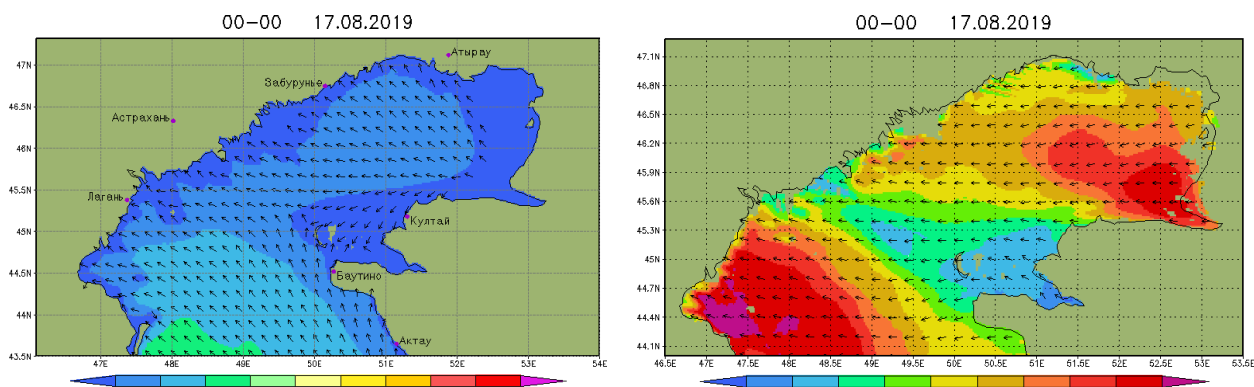 00-00 17.08.2019
47N
46.5N
46N
45.5N
45N
44.5N
44N
43.5N
Атырау
Забурунье
Астрахань
Лагань
Култай
Баутино
Актау
47E
48E
49E
50E
51E
52E
53E
54E
00-00 17.08.2019
47.1N
46.8N
46.5N
46.2N
45.9N
45.6N
45.3N
45N
44.7N
44.4N
44.1N
46.5E
47E
47.5E
48E
48.5E
49E
49.5E
50E
50.5E
51E
51.5E
52E
52.5E
53E
53.5E